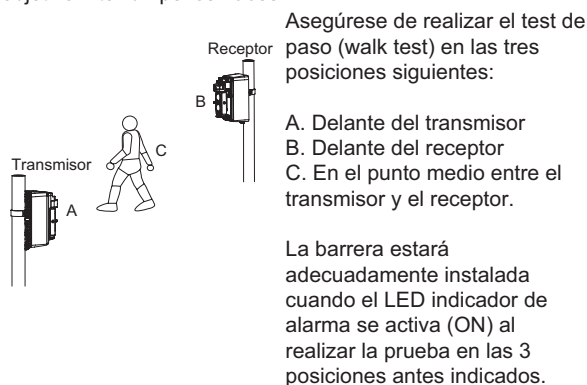 Asegúrese de realizar el test de
paso (walk test) en las tres
posiciones siguientes:
A. Delante del transmisor
B. Delante del receptor
C. En el punto medio entre el
transmisor y el receptor.
La barrera estará
adecuadamente instalada
cuando el LED indicador de
alarma se activa (ON) al
realizar la prueba en las 3
posiciones antes indicados.
Receptor
B
C
Transmisor
A